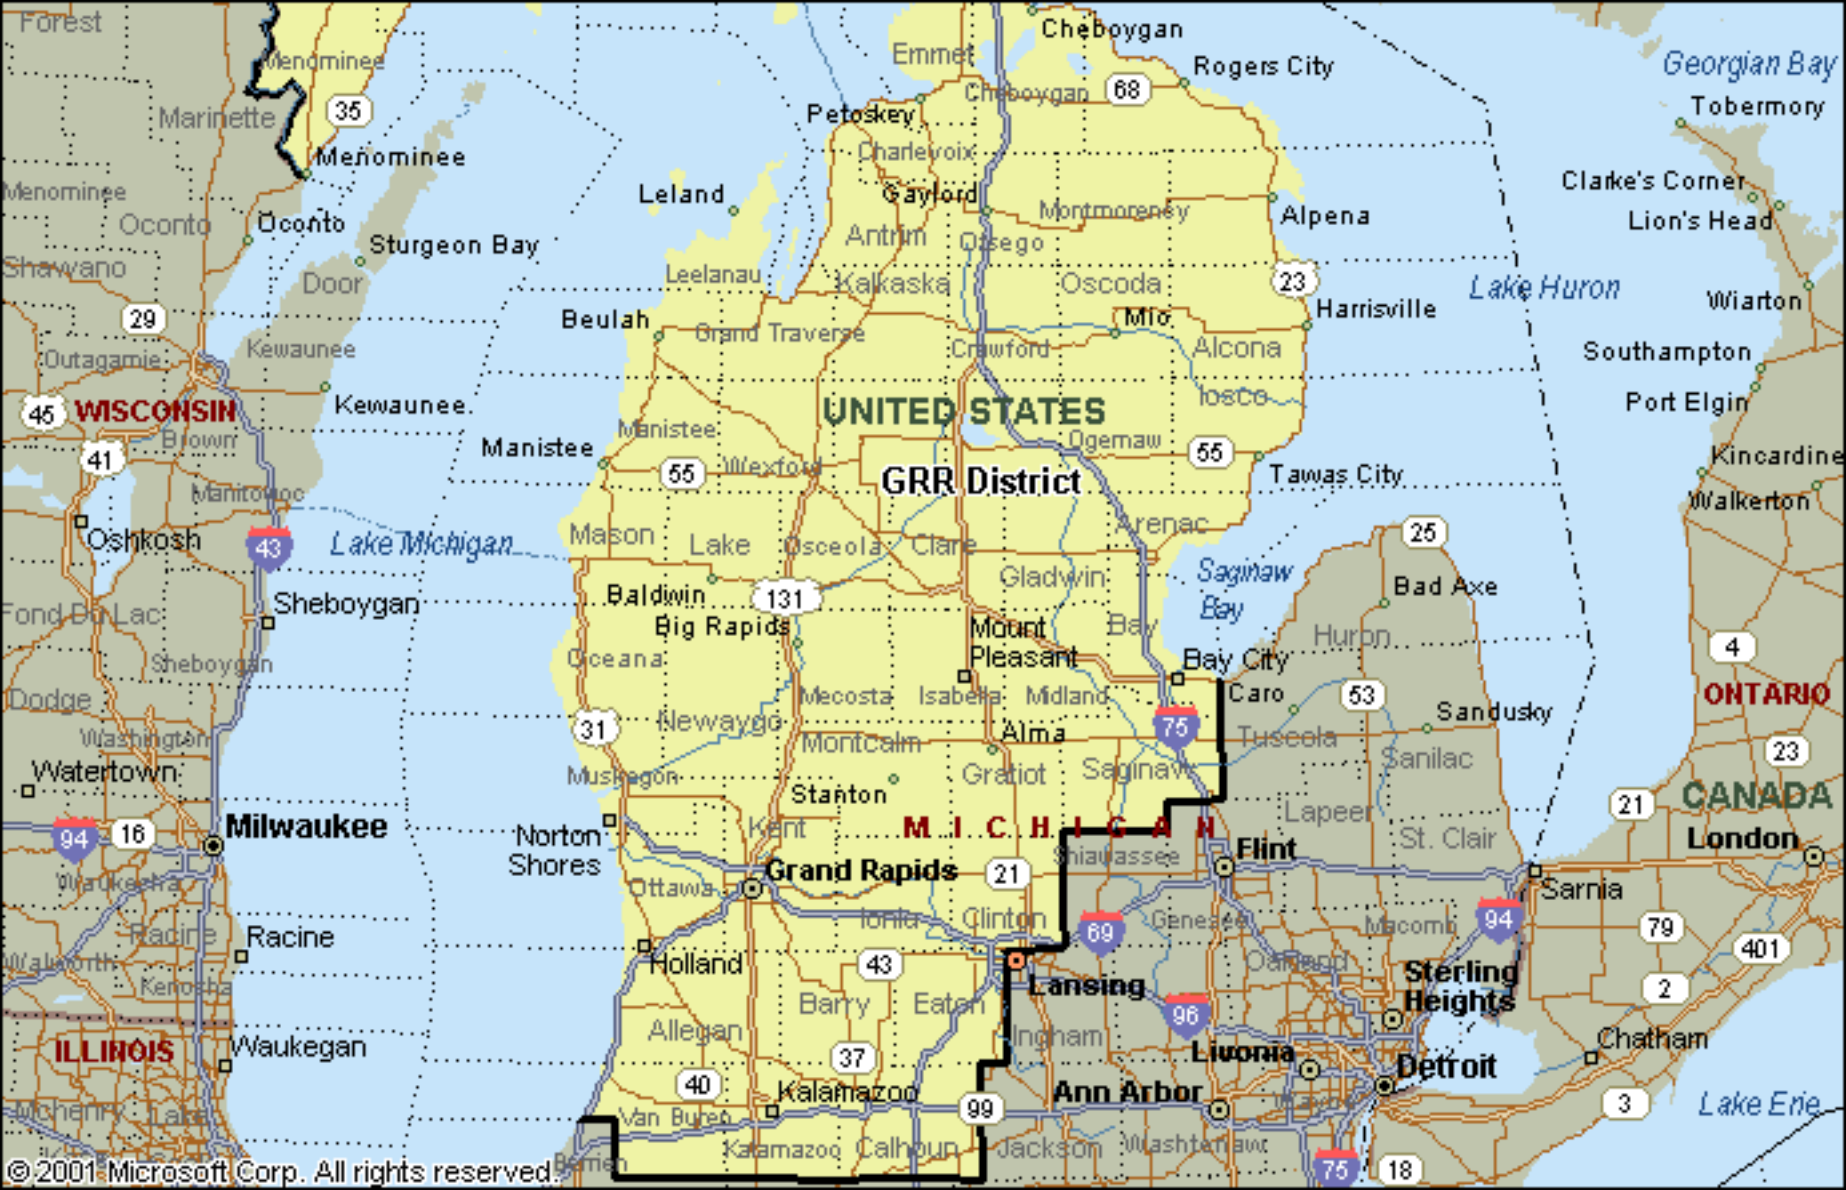 Forest
Menominee
35
Marinette
Menominee
Menominee
Oconto
Oconto
Sturgeon Bay
Shawano
Door
29
Outagamie
Kewaunee
45
WISCONSIN
Kewaunee
Brown
41
Manitowoc
Oshkosh
43
Lake Michigan
Fond Du Lac
Sheboygan
Sheboygan
Dodge
Washington
Watertown
94
16
Milwaukee
Waukesha
Racine
Racine
Walworth
Kenosha
ILLINOIS
Waukegan
Mchenry
Lake
© 2001 Microsoft Corp. All rights reserved.
Cheboygan
Emmet
Rogers City
Cheboygan
68
Petoskey
Charlevoix
Leland
Gaylord
Montmorency
Alpena
Antrim
Otsego
Leelanau
Kalkaska
Oscoda
23
Beulah
Grand Traverse
Mio
Harrisville
Crawford
Alcona
Iosco
UNITED STATES
Manistee
Manistee
55
Wexford
Ogemaw
55
GRR District
Tawas City
Mason
Lake
Osceola
Clare
Arenac
Gladwin
Saginaw
Bay
Baldwin
131
Big Rapids
Mount
Pleasant
Bay
Oceana
Bay City
Mecosta
Isabella
Midland
31
Newaygo
Montcalm
Alma
75
Muskegon
Gratiot
Saginaw
Stanton
MICHIGAN
Norton
Shores
Kent
Grand Rapids
21
Shiawassee
Flint
Ottawa
Ionia
Clinton
69
Genesee
Holland
43
Lansing
Barry
Eaton
Allegan
Ingham
96
37
40
Kalamazoo
99
Van Buren
Kalamazoo
Calhoun
Jackson
Berrien
Ann Arbor
Washtenaw
Livonia
Wayne
Detroit
75
18
25
Bad Axe
Huron
Caro
53
Sandusky
Tuscola
Sanilac
Lapeer
St. Clair
Macomb
94
Oakland
Sterling
Heights
Sarnia
Georgian Bay
Tobermory
Clarke's Corner
Lion's Head
Lake Huron
Wiarton
Southampton
Port Elgin
Kincardine
Walkerton
4
ONTARIO
23
21
CANADA
London
79
401
2
Chatham
3
Lake Erie